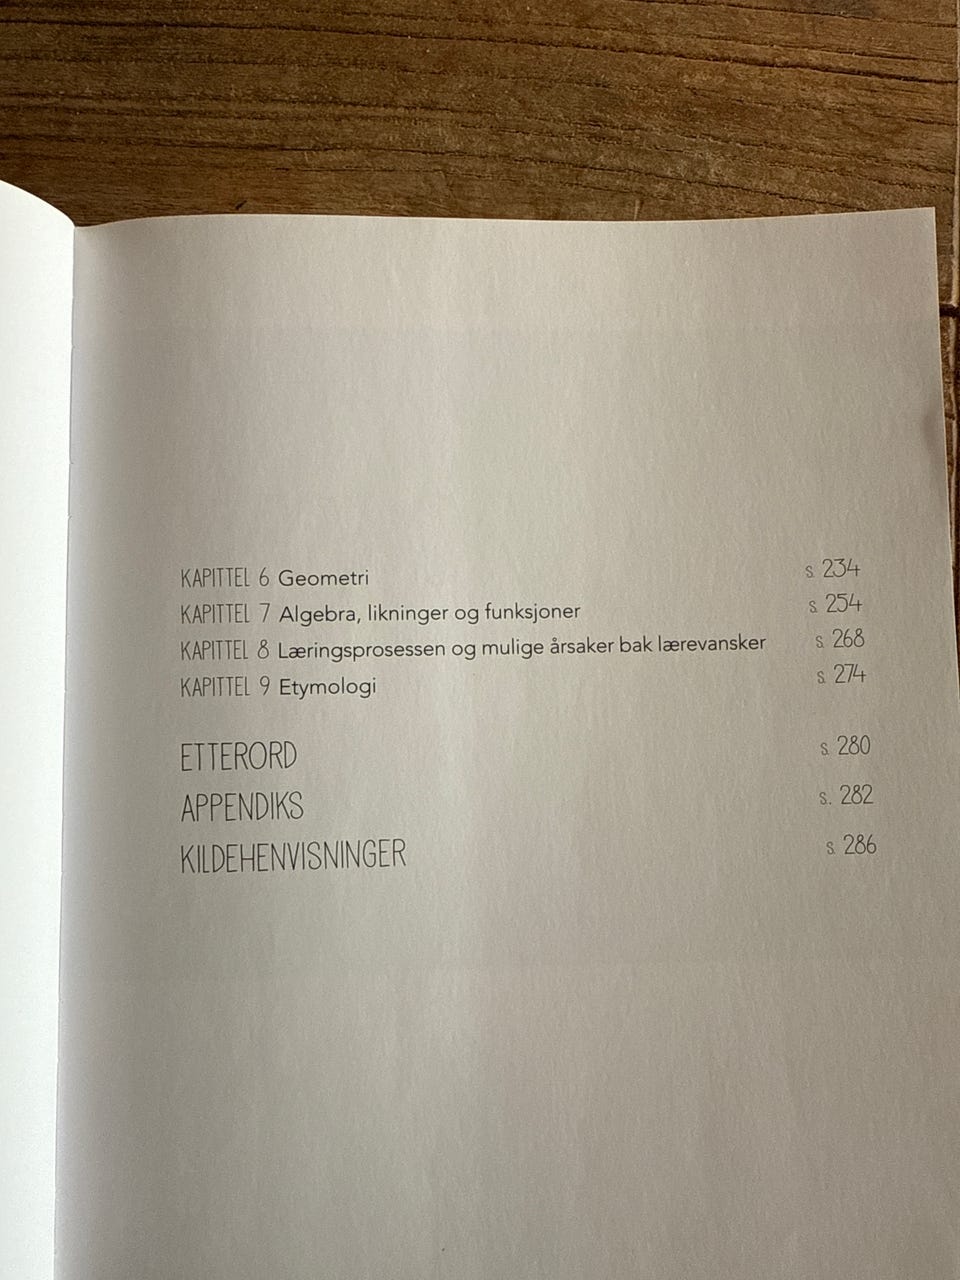 KAPITTEL 6 Geometri s. 234
KAPITTEL 7 Algebra, likninger og funksjoner s. 254
KAPITTEL 8 Læringsprosessen og mulige årsaker bak lærevansker s. 268
KAPITTEL 9 Etymologi s. 274
ETTERORD s. 280
APPENDIKS s. 282
KILDEHENVISNINGER s. 286